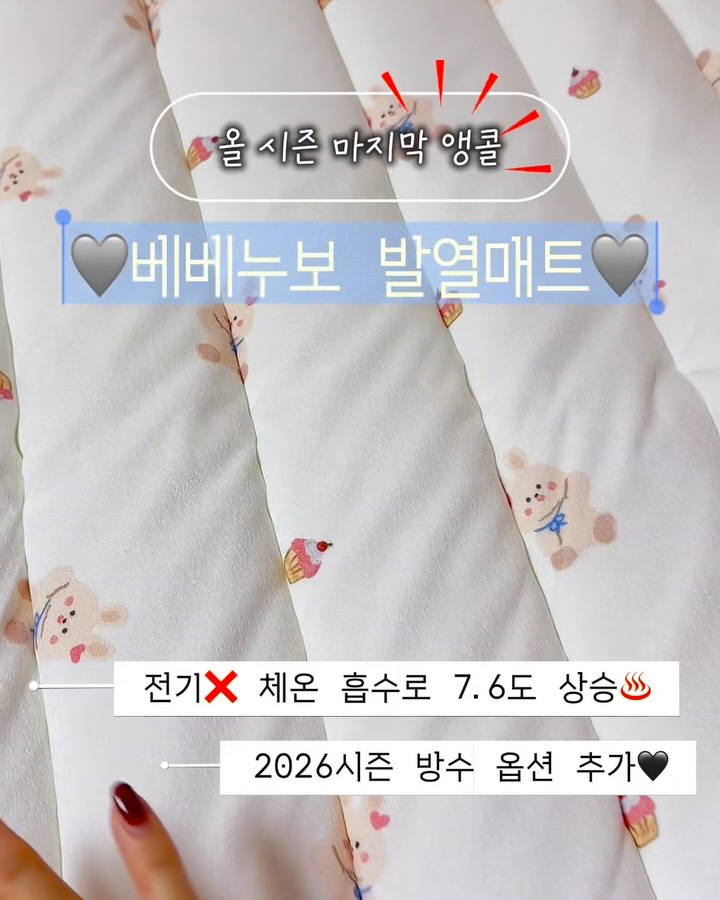 올 시즌 마지막 앵콜
🩶베베누보 발열매트🩶
전기❌ 체온 흡수로 7.6도 상승♨️
2026시즌 방수 옵션 추가🖤